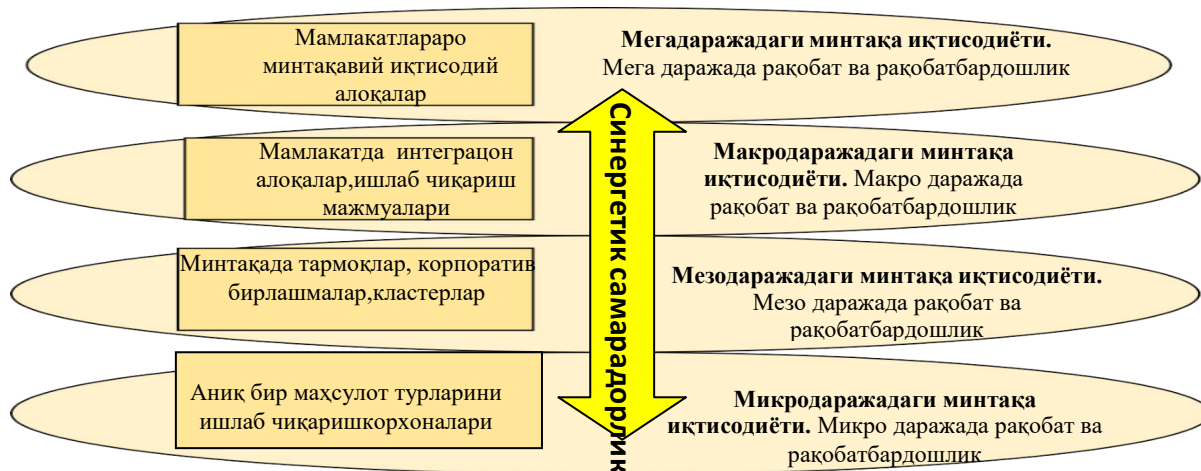 Мамлакатлараро
минтақавий иқтисодий
алоқалар
Мегадаражадаги минтақа иқтисодиёти.
Мега даражада рақобат ва рақобатбардошлик
Мамлакатда интеграцон
алоқалар,ишлаб чиқариш
мажмуалари
Макродаражадаги минтақа
иқтисодиёти. Макро даражада
рақобат ва рақобатбардошлик
Минтақада тармоқлар, корпоратив
бирлашмалар,кластерлар
Мезодаражадаги минтақа иқтисодиёти.
Мезо даражада рақобат ва
рақобатбардошлик
Аниқ бир маҳсулот турларини
ишлаб чиқаришкорхоналари
Микродаражадаги минтақа
иқтисодиёти. Микро даражада рақобат ва
рақобатбардошлик
Синергетик самарадорлик